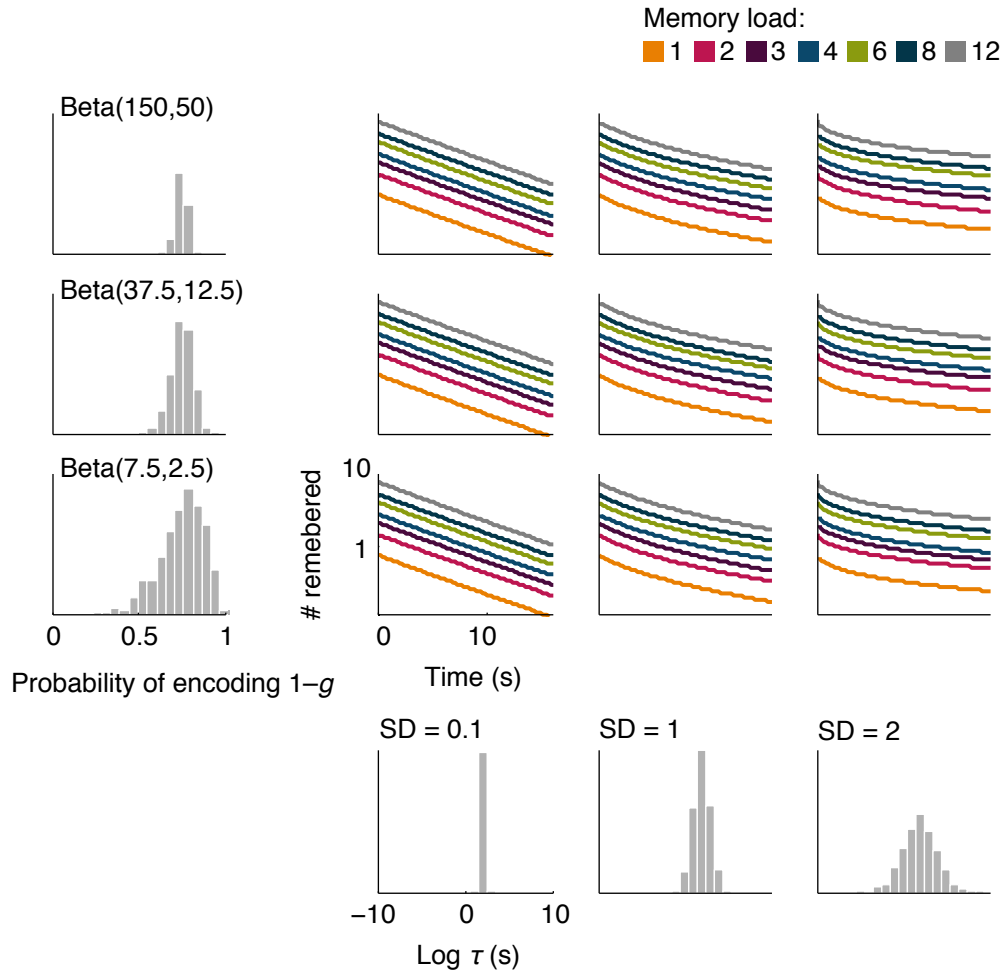 Memory load:
1 2 3 4 6 8 12
Beta(150,50)
Beta(37.5,12.5)
Beta(7.5,2.5)
10
1
# remebered
0 0.5 1
0 10
Probability of encoding 1–g
Time (s)
SD = 0.1 SD = 1 SD = 2
−10 0 10
Log τ (s)